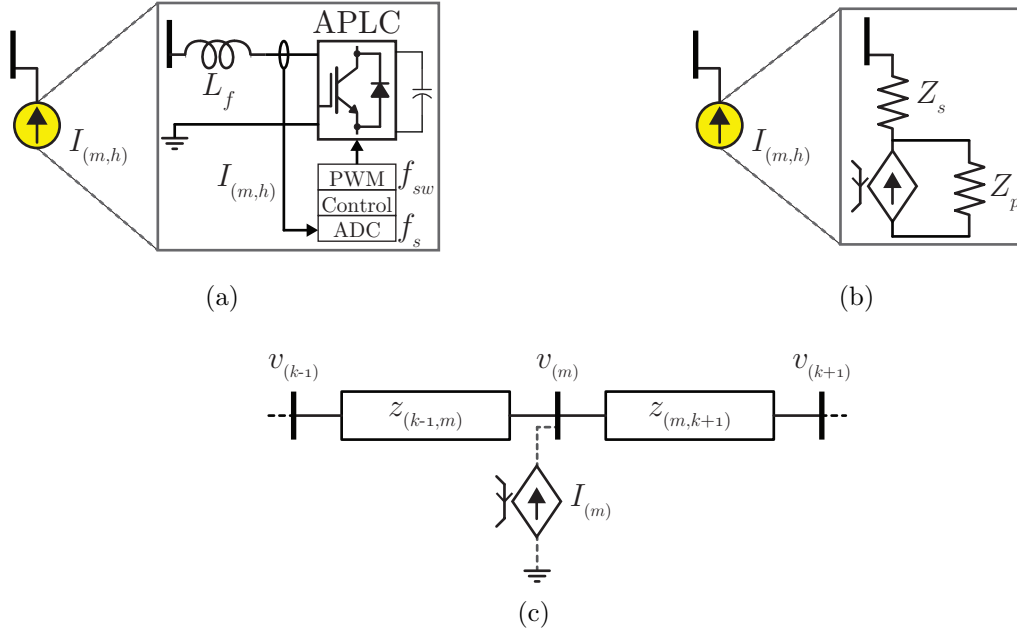 APLC
L_f
I_(m,h)
I_(m,h)
PWM f_sw
Control
ADC f_s
(a)
I_(m,h)
Z_s
Z_p
(b)
v_(k-1) v_(m) v_(k+1)
z_(k-1,m) z_(m,k+1)
I_(m)
(c)